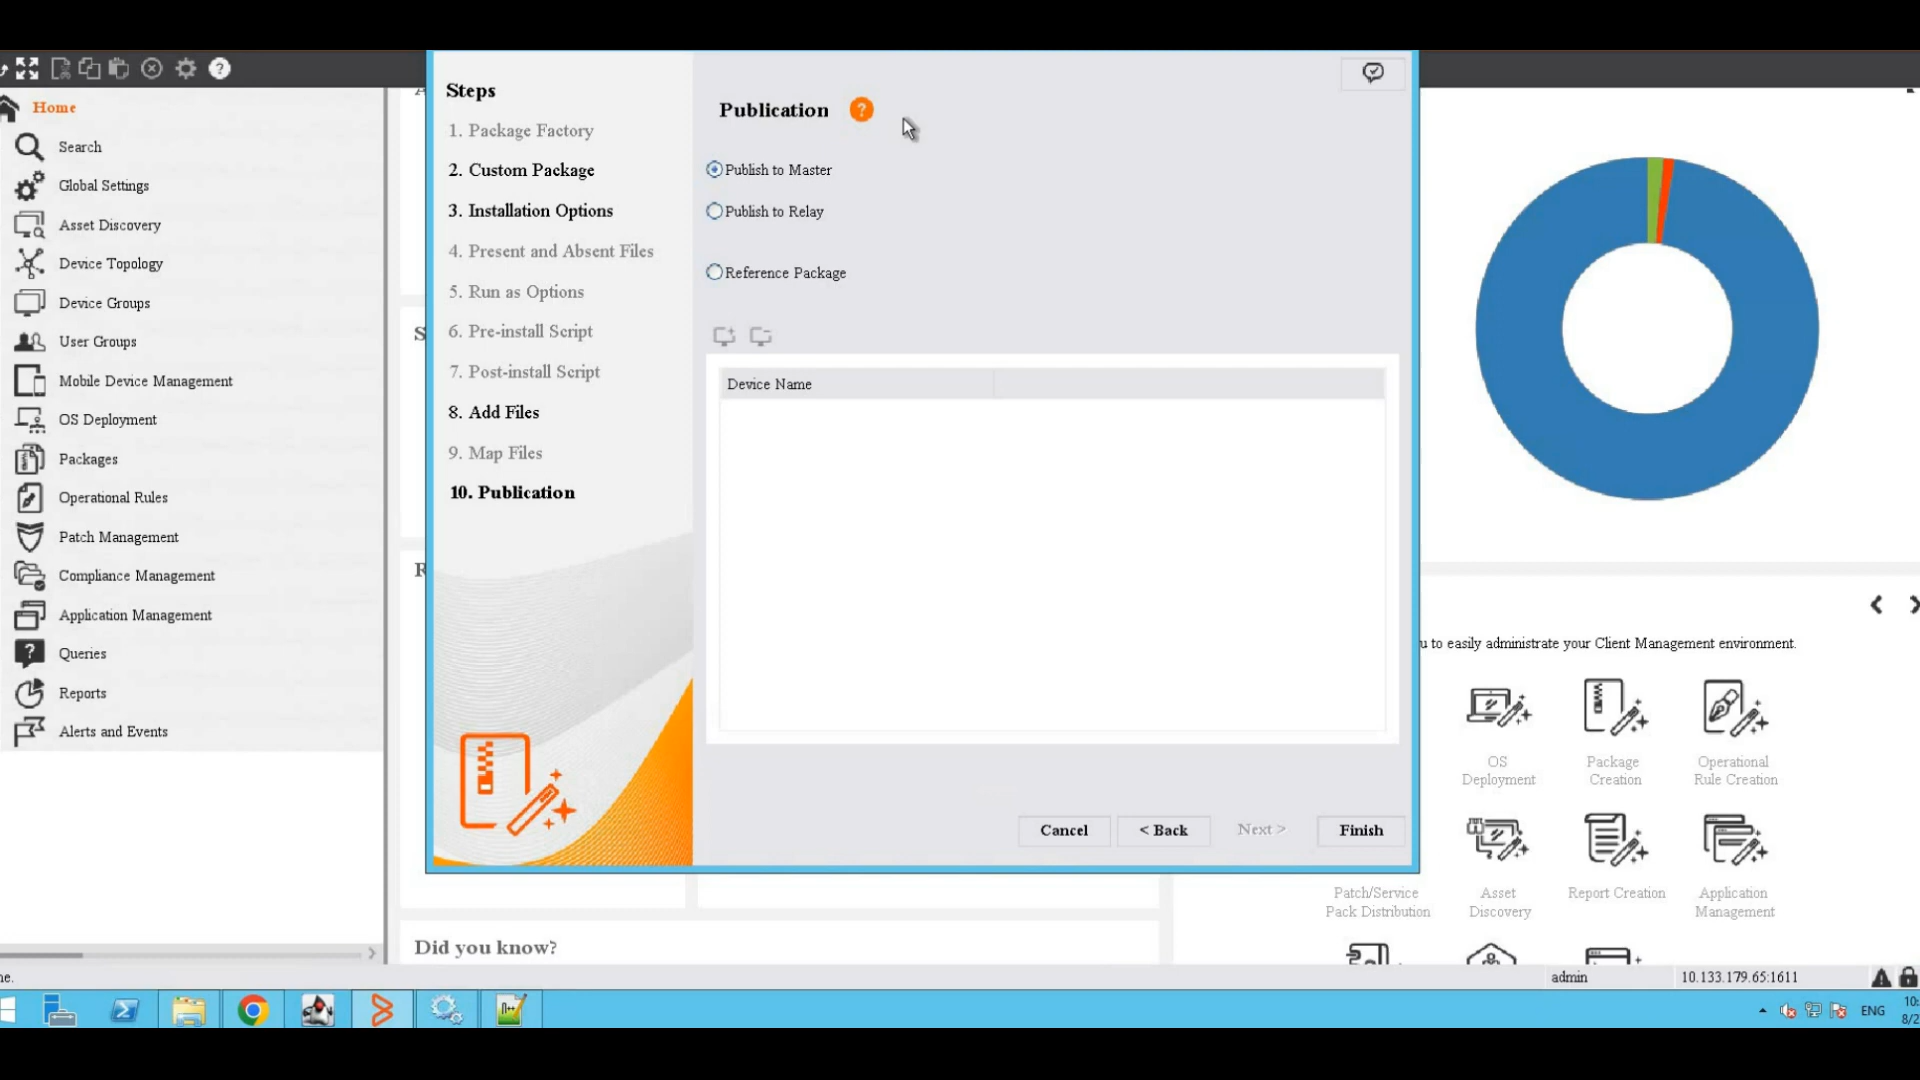 Home
Search
Global Settings
Asset Discovery
Device Topology
Device Groups
User Groups
Mobile Device Management
OS Deployment
Packages
Operational Rules
Patch Management
Compliance Management
Application Management
Queries
Reports
Alerts and Events
Steps
1. Package Factory
2. Custom Package
3. Installation Options
4. Present and Absent Files
5. Run as Options
6. Pre-install Script
7. Post-install Script
8. Add Files
9. Map Files
10. Publication
Publication ?
Publish to Master
Publish to Relay
Reference Package
Device Name
Cancel
< Back
Next >
Finish
to easily administrate your Client Management environment.
OS
Deployment
Package
Creation
Operational
Rule Creation
Patch/Service
Pack Distribution
Asset
Discovery
Report Creation
Application
Management
Did you know?
admin
10.133.179.65:1611
ENG